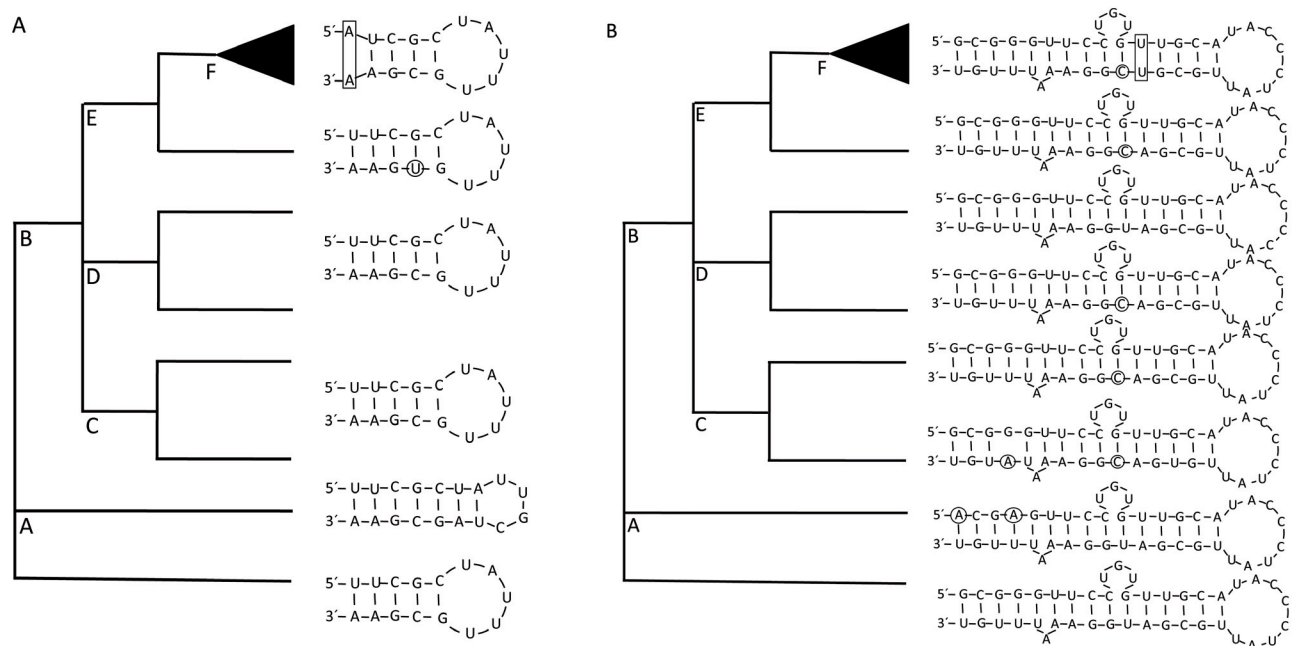 A
5´-A-U-C-G-C U A U U U
3´-A-A-G-C-G
F
E
5´-U-U-C-G-C U A U U U
3´-A-A-G-U-G
B
5´-U-U-C-G-C U A U U U
3´-A-A-G-C-G
D
5´-U-U-C-G-C U A U U U
3´-A-A-G-C-G
C
5´-U-U-C-G-C-U-A U U G
3´-A-A-G-C-G-A-U C
A
5´-U-U-C-G-C U A U U U
3´-A-A-G-C-G
B
U G U
5´-G-C-G-G-G-U-U-C-C G-U-U-G-C-A
3´-U-G-U-U-U A A-G-G-C-U-G-C-G-U
F
U G U
E
5´-G-C-G-G-G-U-U-C-C G-U-U-G-C-A
3´-U-G-U-U-U A A-G-G-C-A-G-C-G-U
U G U
5´-G-C-G-G-G-U-U-C-C G-U-U-G-C-A
3´-U-G-U-U-U A A-G-G-U-A-G-C-G-U
B
U G U
D
5´-G-C-G-G-G-U-U-C-C G-U-U-G-C-A
3´-U-G-U-U-U A A-G-G-C-A-G-C-G-U
U G U
5´-G-C-G-G-G-U-U-C-C G-U-U-G-C-A
3´-U-G-U-U-U A A-G-G-C-A-G-C-G-U
U G U
C
5´-G-C-G-G-G-U-U-C-C G-U-U-G-C-A
3´-U-G-U-A-U A A-G-G-C-A-G-U-G-U
U G U
5´-A-C-G-A-G-U-U-C-C G-U-U-G-C-A
A
3´-U-G-U-U-U A A-G-G-U-A-G-C-G-U
U G U
5´-G-C-G-G-G-U-U-C-C G-U-U-G-C-A
3´-U-G-U-U-U A A-G-G-U-A-G-C-G-U